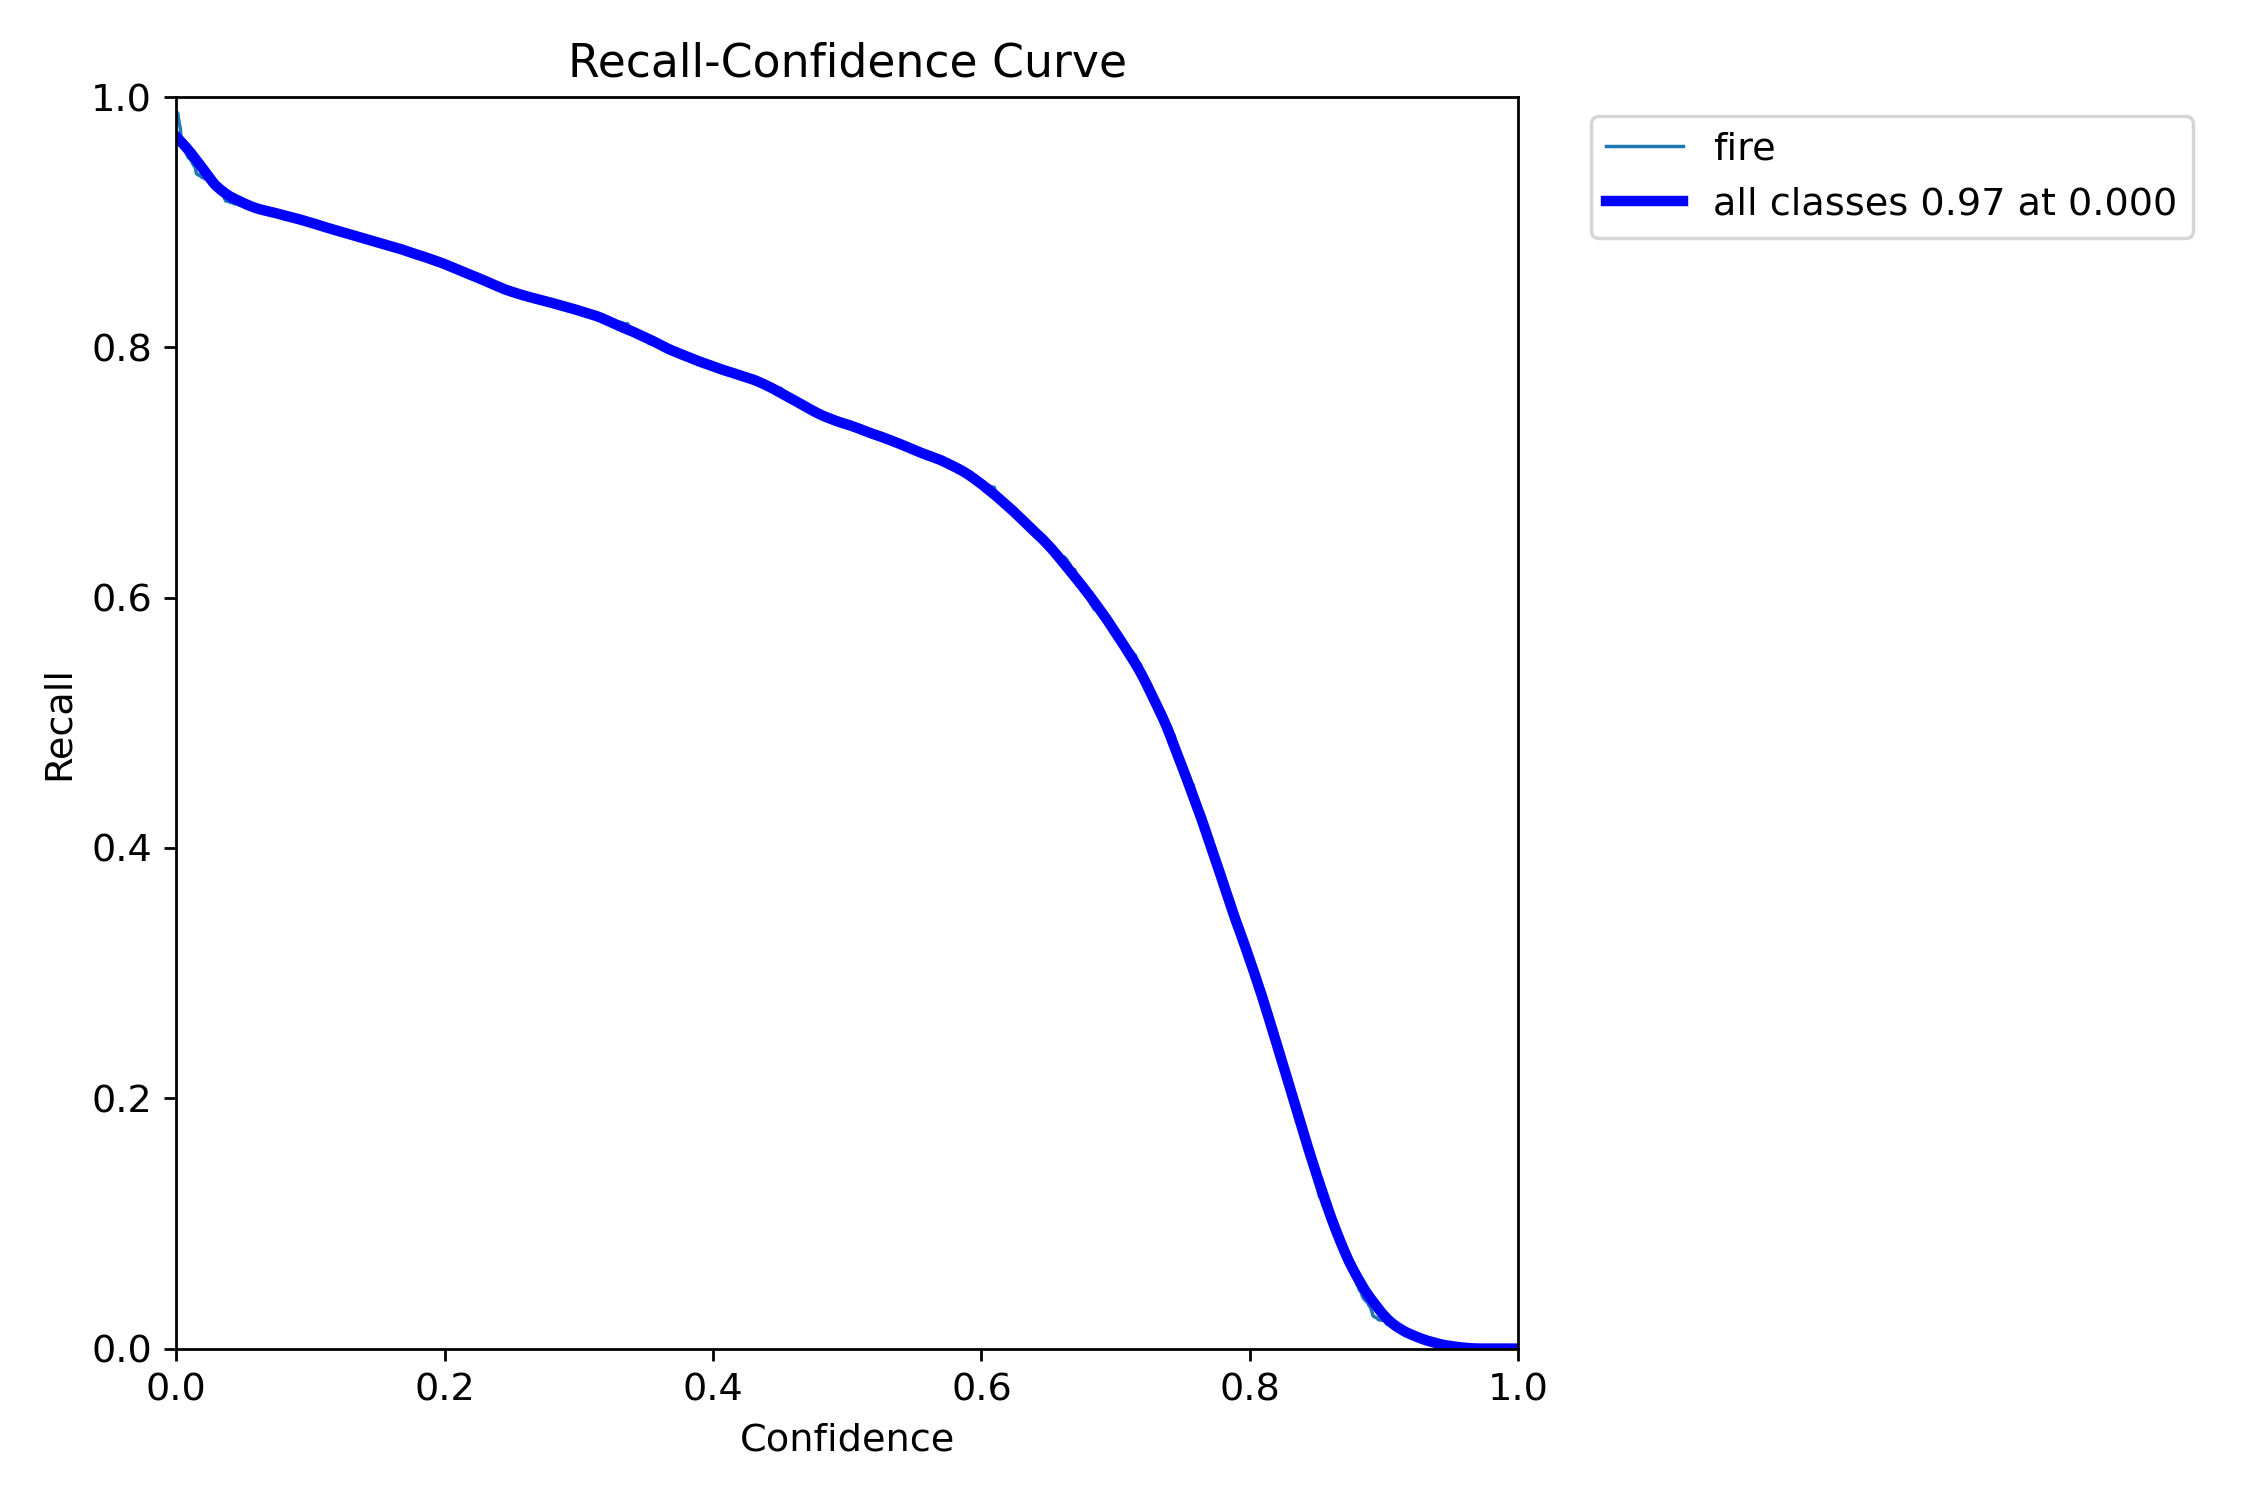 Recall-Confidence Curve
1.0
0.8
0.6
0.4
0.2
0.0
Recall
0.0 0.2 0.4 0.6 0.8 1.0
Confidence
fire
all classes 0.97 at 0.000